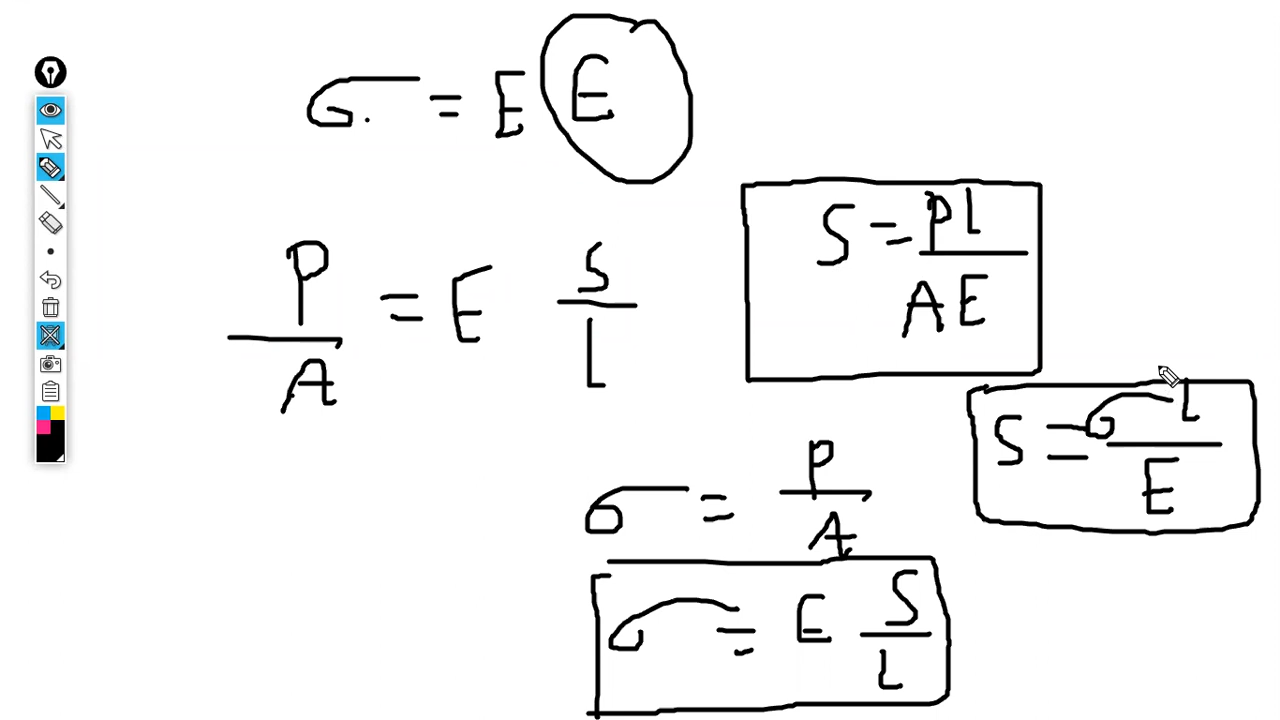 σ. = E E
P/A = E S/L
S = PL/AE
S = σL/E
σ = P/A
σ = E S/L